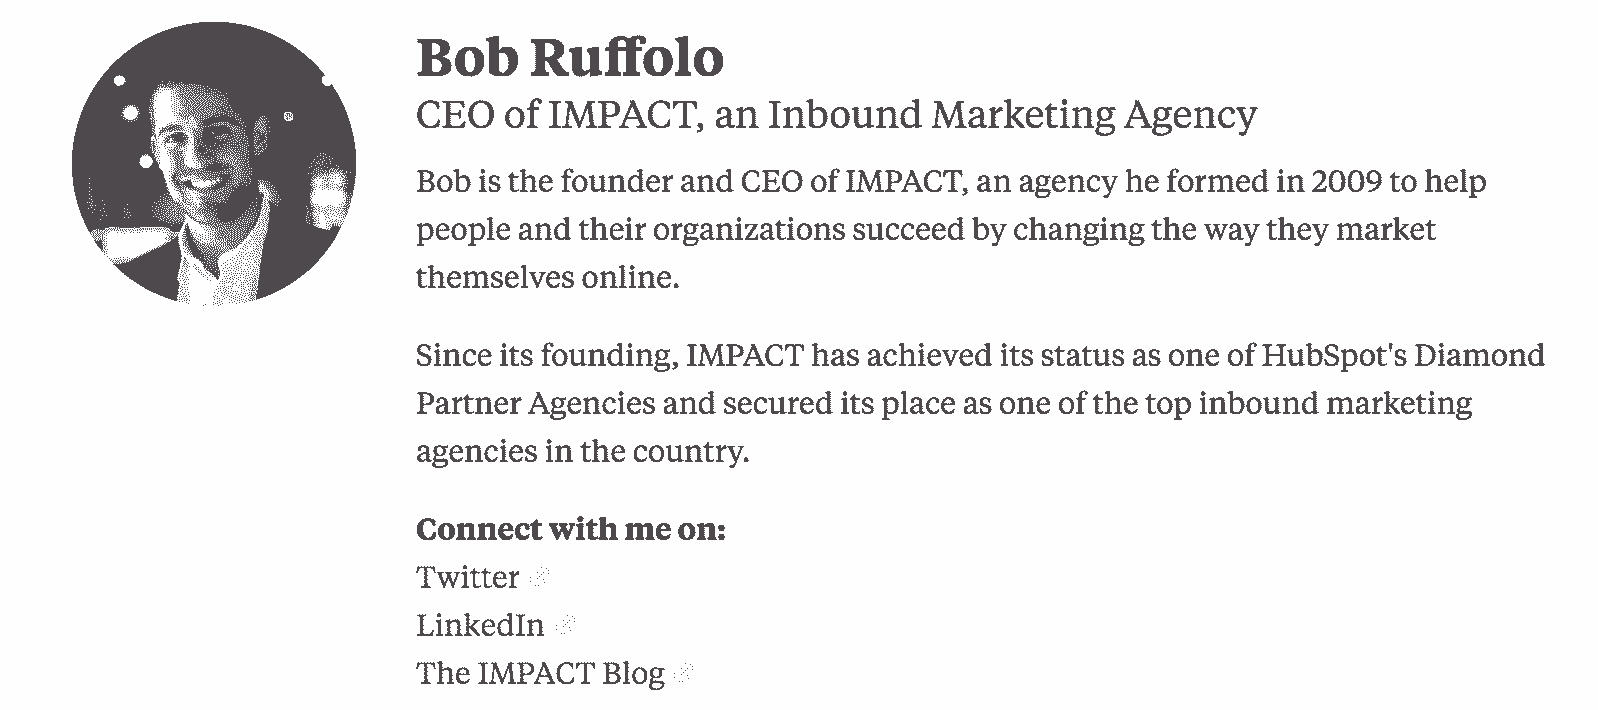 Bob Ruffolo
CEO of IMPACT, an Inbound Marketing Agency
Bob is the founder and CEO of IMPACT, an agency he formed in 2009 to help
people and their organizations succeed by changing the way they market
themselves online.
Since its founding, IMPACT has achieved its status as one of HubSpot's Diamond
Partner Agencies and secured its place as one of the top inbound marketing
agencies in the country.
Connect with me on:
Twitter
LinkedIn
The IMPACT Blog